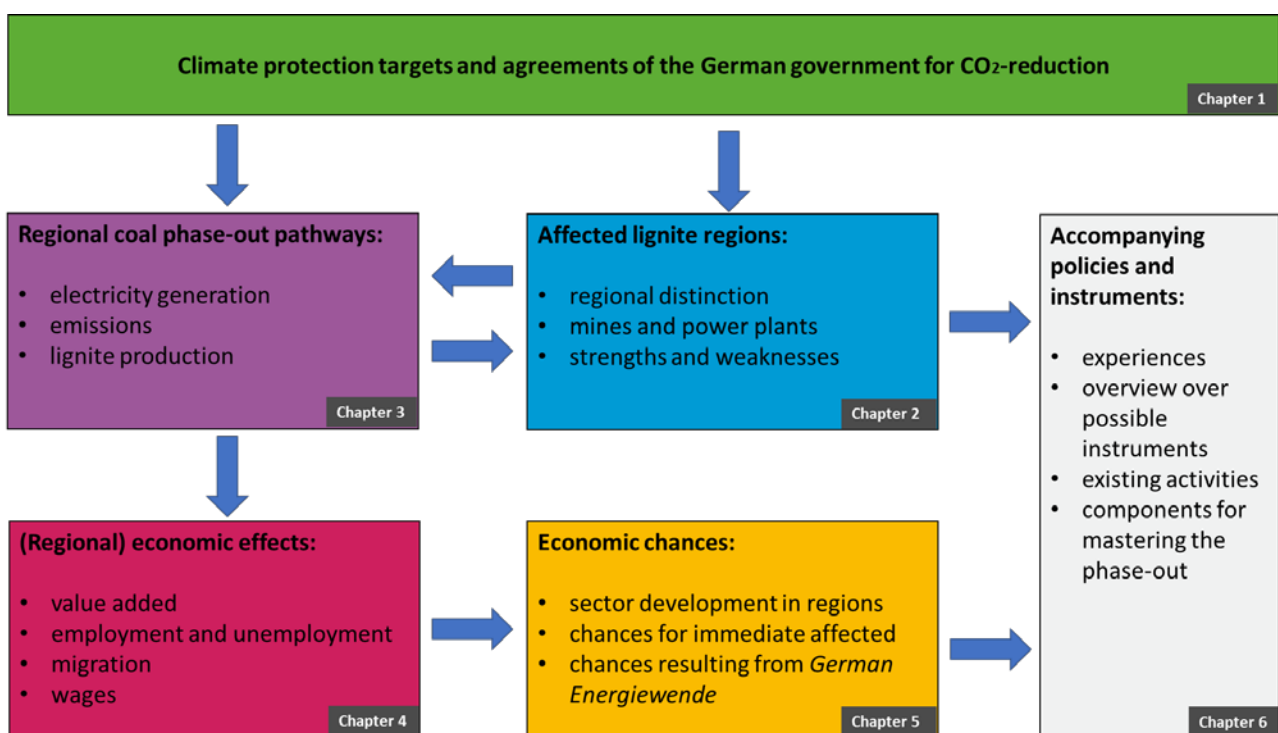 Climate protection targets and agreements of the German government for CO₂-reduction
Chapter 1
Regional coal phase-out pathways:
• electricity generation
• emissions
• lignite production
Chapter 3
Affected lignite regions:
• regional distinction
• mines and power plants
• strengths and weaknesses
Chapter 2
Accompanying
policies and
instruments:
• experiences
• overview over
possible
instruments
• existing activities
• components for
mastering the
phase-out
Chapter 6
(Regional) economic effects:
• value added
• employment and unemployment
• migration
• wages
Chapter 4
Economic chances:
• sector development in regions
• chances for immediate affected
• chances resulting from German
Energiewende
Chapter 5